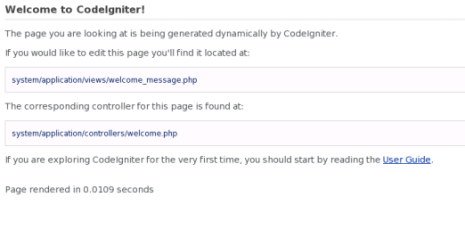 Welcome to CodeIgniter!
The page you are looking at is being generated dynamically by CodeIgniter.
If you would like to edit this page you'll find it located at:
system/application/views/welcome_message.php
The corresponding controller for this page is found at:
system/application/controllers/welcome.php
If you are exploring CodeIgniter for the very first time, you should start by reading the User Guide.
Page rendered in 0.0109 seconds